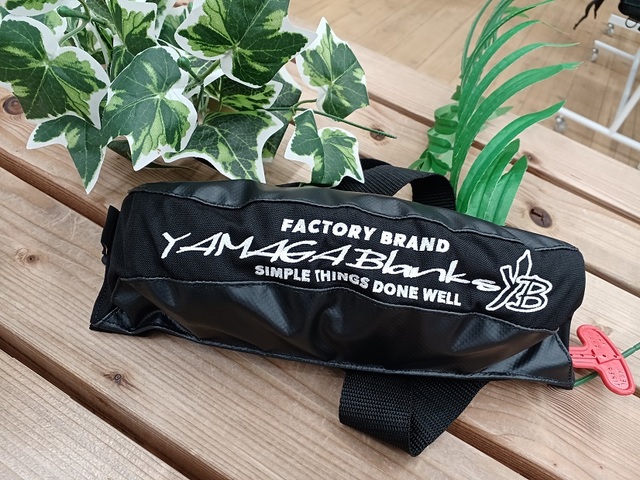 FACTORY BRAND
YAMAGA Blanks
SIMPLE THINGS DONE WELL
YB